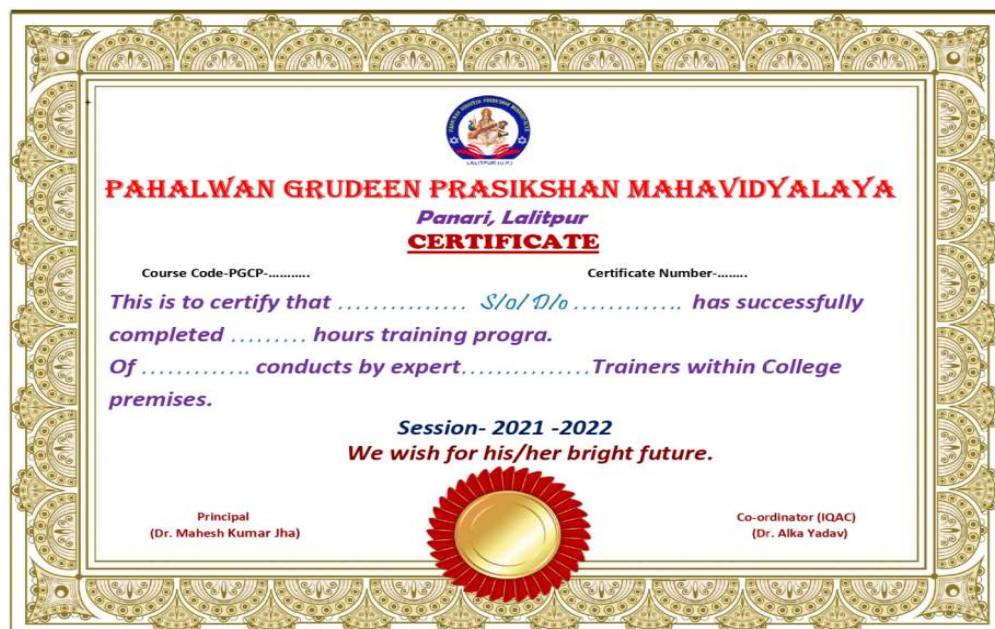 LALITPUR (U.P.)
PAHALWAN GRUDEEN PRASIKSHAN MAHAVIDYALAYA
Panari, Lalitpur
CERTIFICATE
Course Code-PGCP-........... Certificate Number-........
This is to certify that ............... S/o/ D/o ............. has successfully
completed ......... hours training progra.
Of ............. conducts by expert...............Trainers within College
premises.
Session- 2021 -2022
We wish for his/her bright future.
Principal Co-ordinator (IQAC)
(Dr. Mahesh Kumar Jha) (Dr. Alka Yadav)